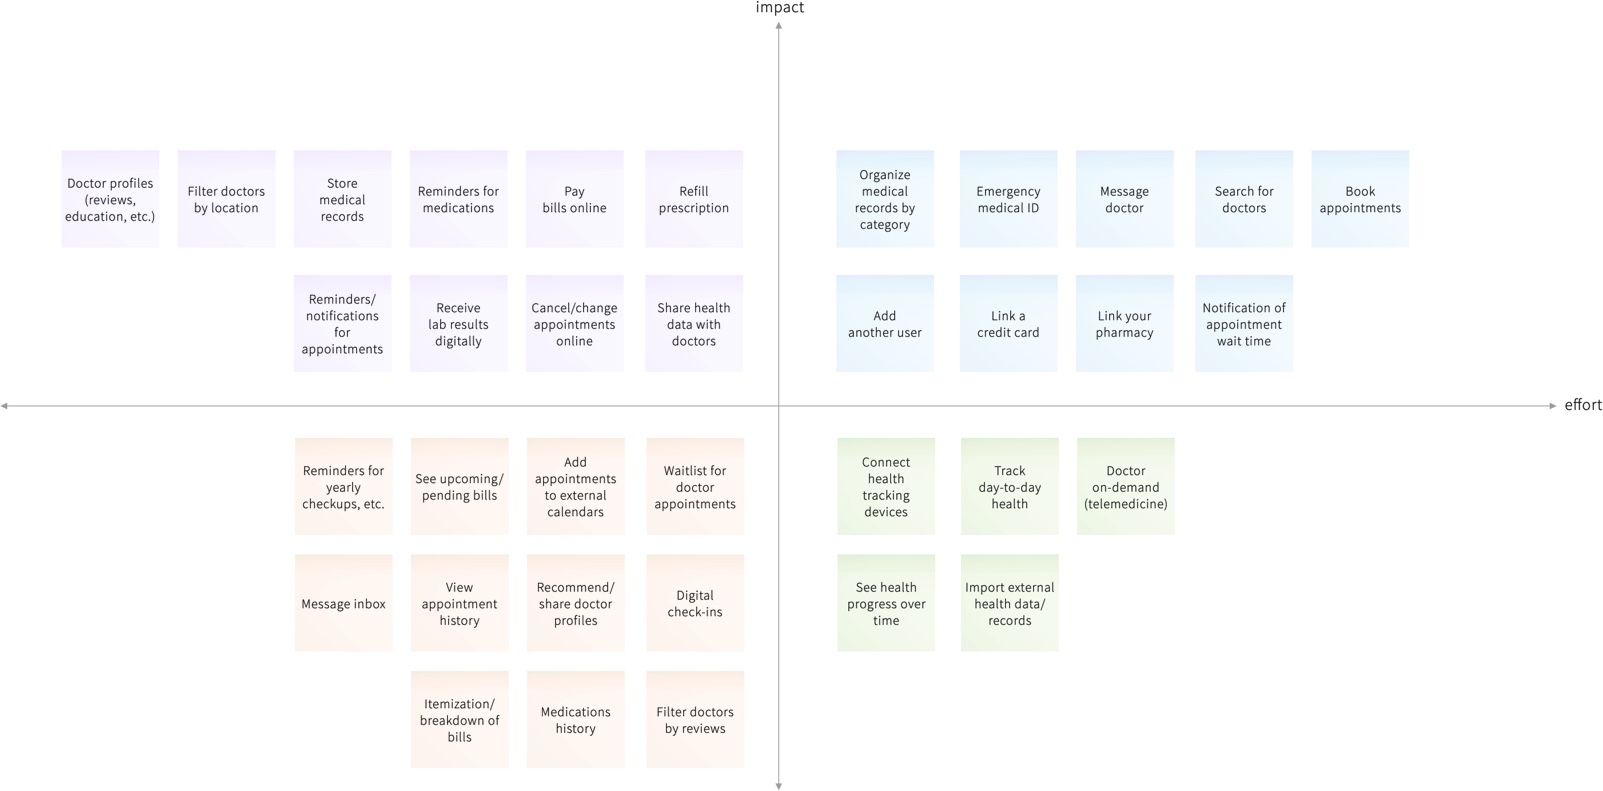 impact
Doctor profiles
(reviews,
education, etc.)
Filter doctors
by location
Store
medical
records
Reminders for
medications
Pay
bills online
Refill
prescription
Organize
medical
records by
category
Emergency
medical ID
Message
doctor
Search for
doctors
Book
appointments
Reminders/
notifications
for
appointments
Receive
lab results
digitally
Cancel/change
appointments
online
Share health
data with
doctors
Add
another user
Link a
credit card
Link your
pharmacy
Notification of
appointment
wait time
effort
Reminders for
yearly
checkups, etc.
See upcoming/
pending bills
Add
appointments
to external
calendars
Waitlist for
doctor
appointments
Connect
health
tracking
devices
Track
day-to-day
health
Doctor
on-demand
(telemedicine)
Message inbox
View
appointment
history
Recommend/
share doctor
profiles
Digital
check-ins
See health
progress over
time
Import external
health data/
records
Itemization/
breakdown of
bills
Medications
history
Filter doctors
by reviews